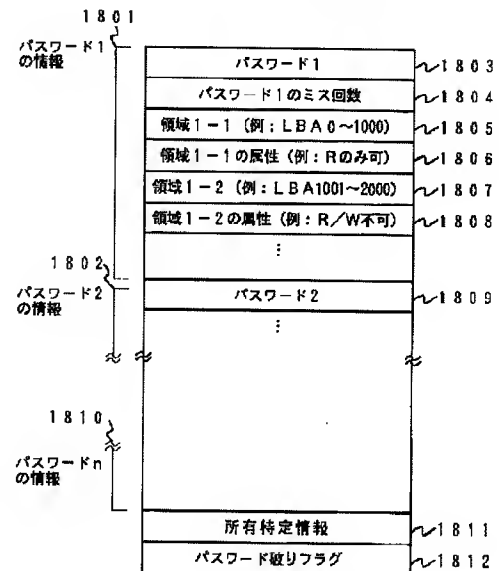 1801
パスワード1
の情報
パスワード1 1803
パスワード1のミス回数 1804
領域1-1 (例:LBA0~1000) 1805
領域1-1の属性 (例:Rのみ可) 1806
領域1-2 (例:LBA1001~2000) 1807
領域1-2の属性 (例:R/W不可) 1808
⋮
1802
パスワード2
の情報
パスワード2 1809
⋮
1810
パスワードn
の情報
所有特定情報 1811
パスワード破りフラグ 1812